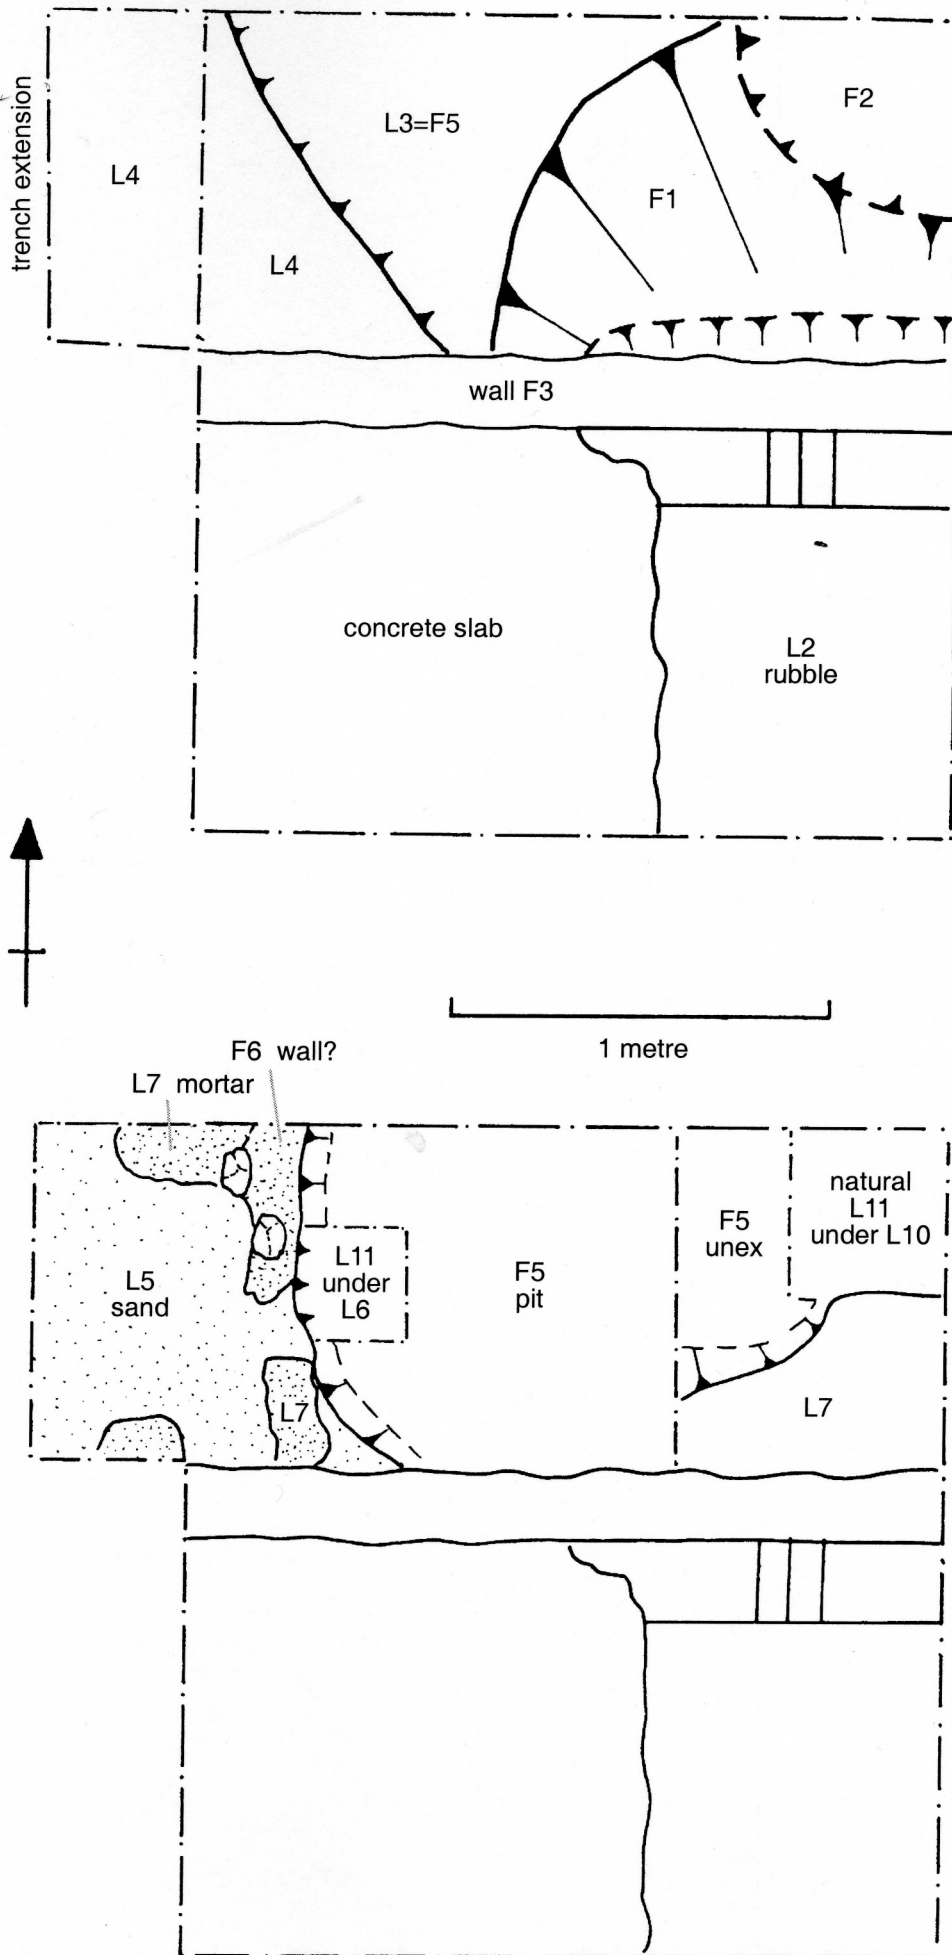 trench extension
L4
L4
L3=F5
F1
F2
wall F3
concrete slab
L2
rubble
1 metre
F6 wall?
L7 mortar
L5
sand
L11
under
L6
F5
pit
F5
unex
natural
L11
under L10
L7
L7